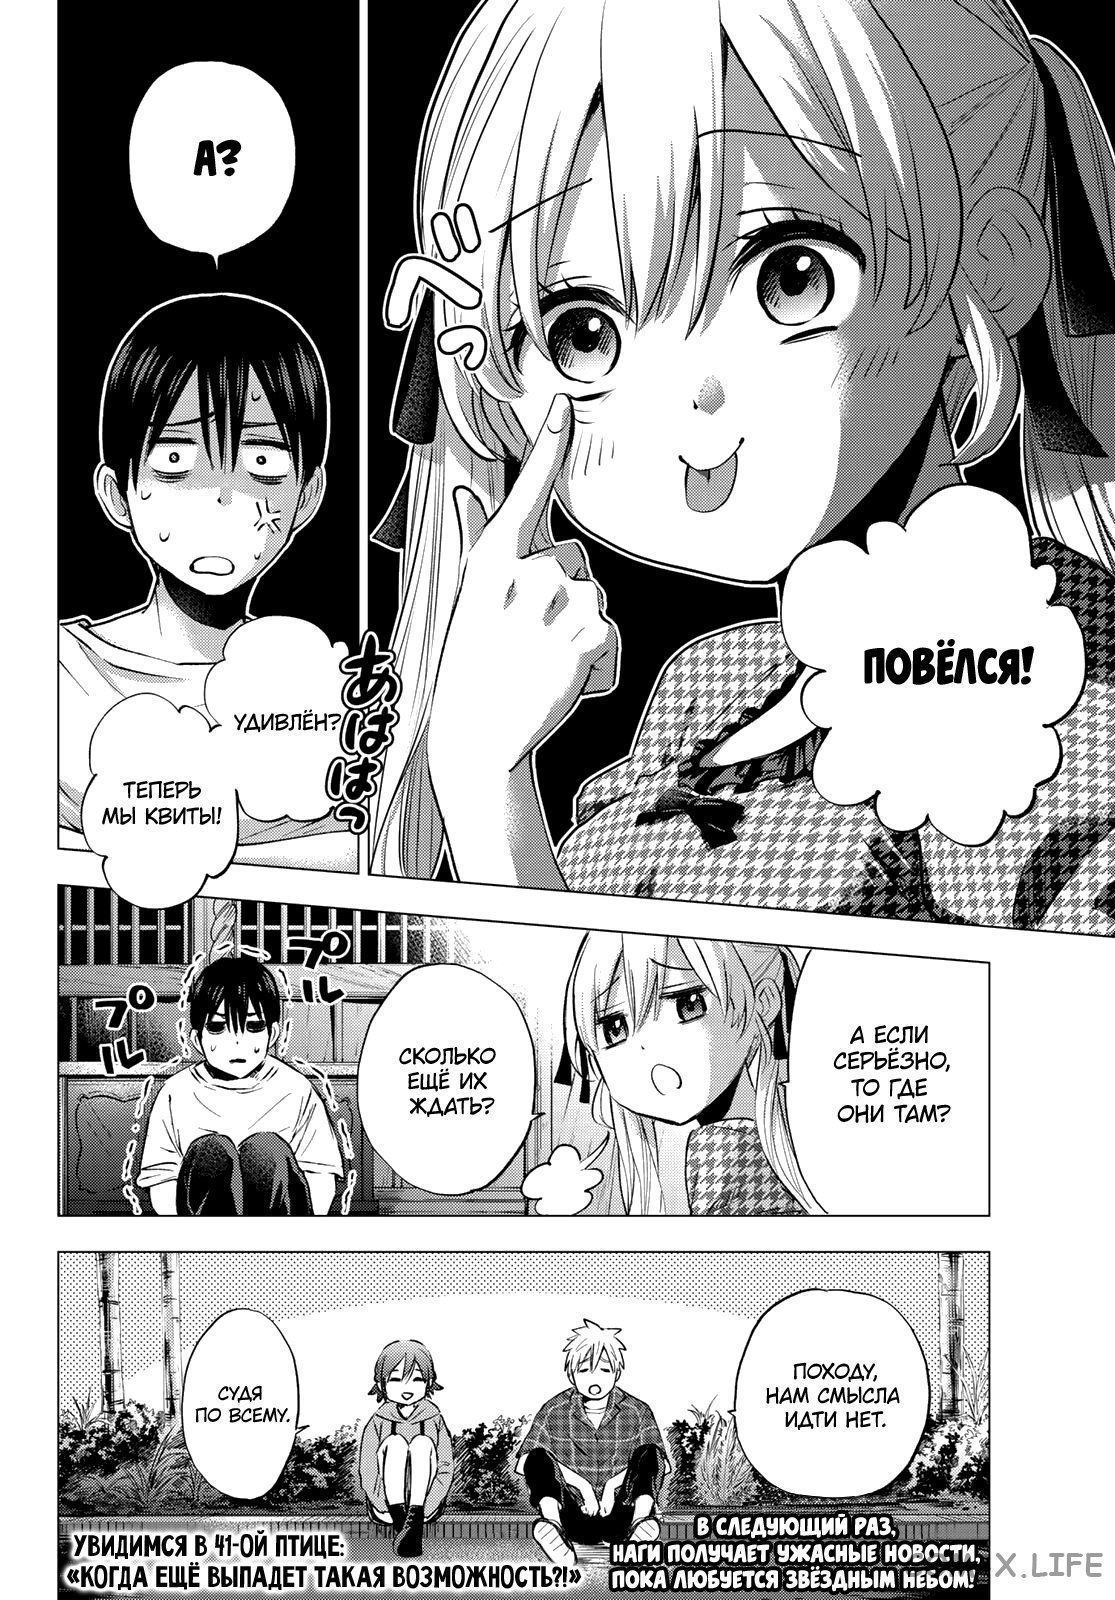 ПОВЁЛСЯ!
ベ゛ーっ
А?
УДИВЛЁН?
ТЕПЕРЬ
МЫ КВИТЫ!
あははっ
А ЕСЛИ
СЕРЬЁЗНО,
ТО ГДЕ
ОНИ ТАМ?
СКОЛЬКО
ЕЩЁ ИХ
ЖДАТЬ?
プル
プル
ПОХОДУ,
НАМ СМЫСЛА
ИДТИ НЕТ.
СУДЯ
ПО ВСЕМУ.
УВИДИМСЯ В 41-ОЙ ПТИЦЕ:
«КОГДА ЕЩЁ ВЫПАДЕТ ТАКАЯ ВОЗМОЖНОСТЬ?!»
В СЛЕДУЮЩИЙ РАЗ,
НАГИ ПОЛУЧАЕТ УЖАСНЫЕ НОВОСТИ,
ПОКА ЛЮБУЕТСЯ ЗВЁЗДНЫМ НЕБОМ!
X.LIFE